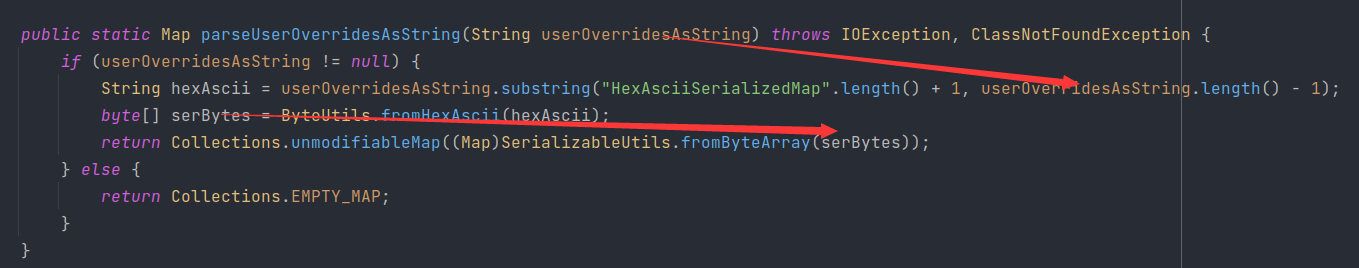 public static Map parseUserOverridesAsString(String userOverridesAsString) throws IOException, ClassNotFoundException {
if (userOverridesAsString != null) {
String hexAscii = userOverridesAsString.substring("HexAsciiSerializedMap".length() + 1, userOverridesAsString.length() - 1);
byte[] serBytes = ByteUtils.fromHexAscii(hexAscii);
return Collections.unmodifiableMap((Map)SerializableUtils.fromByteArray(serBytes));
} else {
return Collections.EMPTY_MAP;
}
}